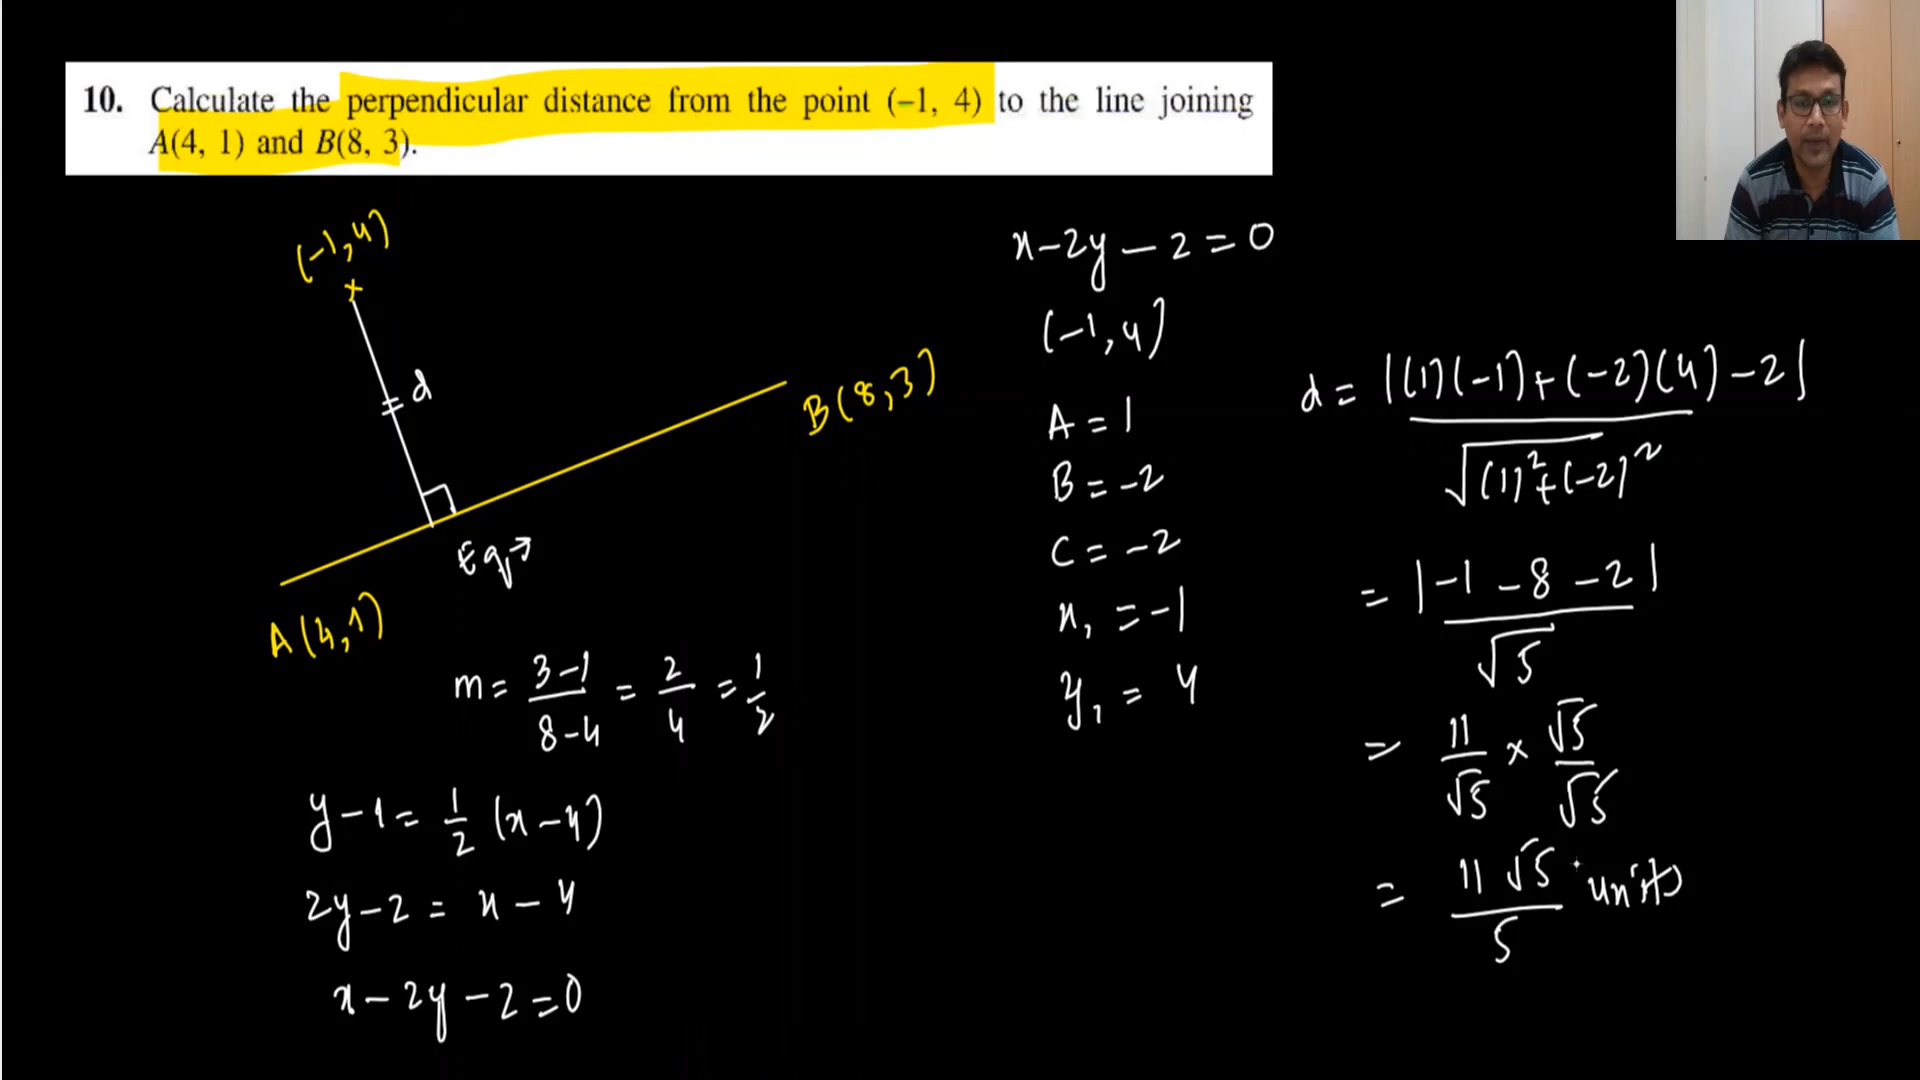 10. Calculate the perpendicular distance from the point (–1, 4) to the line joining
A(4, 1) and B(8, 3).
(-1, 4)
d
B(8, 3)
Eqⁿ
A(4, 1)
m = 3-1/8-4 = 2/4 = 1/2
y - 1 = 1/2 (x - 4)
2y - 2 = x - 4
x - 2y - 2 = 0
x - 2y - 2 = 0
(-1, 4)
A = 1
B = -2
C = -2
x₁ = -1
y₁ = 4
d = |(1)(-1) + (-2)(4) - 2| / √(1)² + (-2)²
= |-1 - 8 - 2| / √5
= 11/√5 × √5/√5
= 11√5/5 units